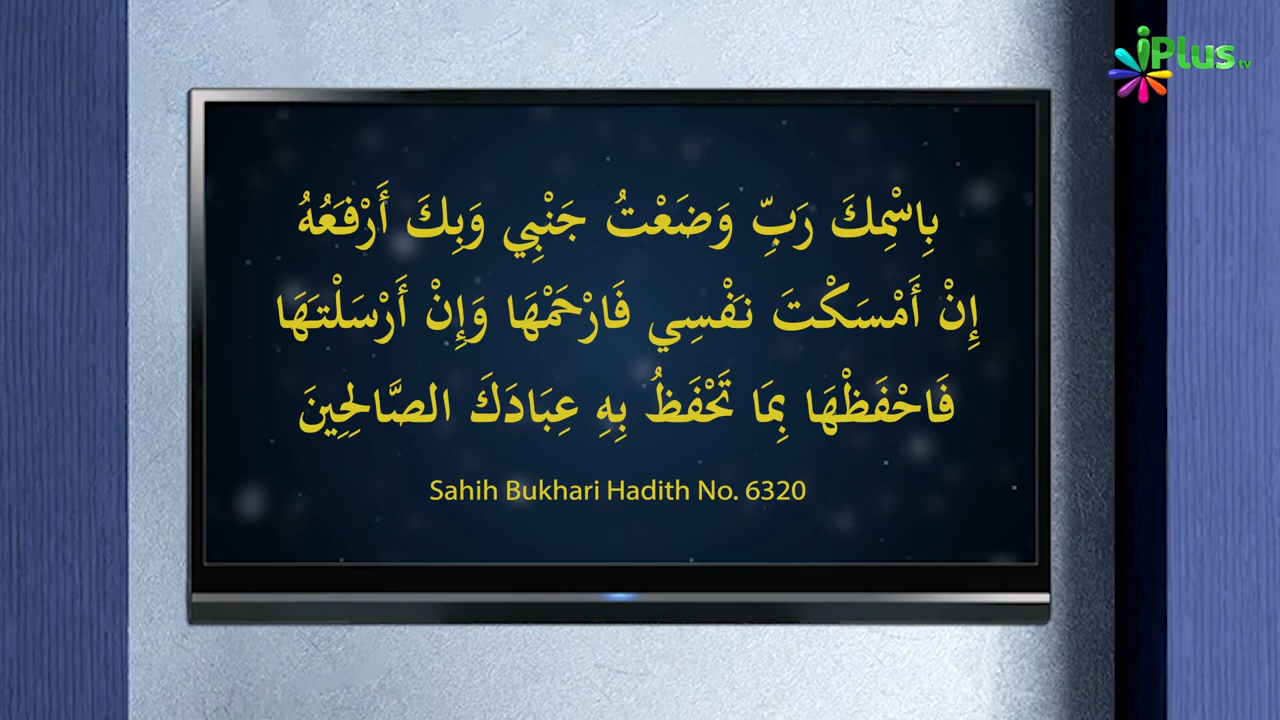 iPlus tv
بِاسْمِكَ رَبِّ وَضَعْتُ جَنْبِي وَبِكَ أَرْفَعُهُ
إِنْ أَمْسَكْتَ نَفْسِي فَارْحَمْهَا وَإِنْ أَرْسَلْتَهَا
فَاحْفَظْهَا بِمَا تَحْفَظُ بِهِ عِبَادَكَ الصَّالِحِينَ
Sahih Bukhari Hadith No. 6320